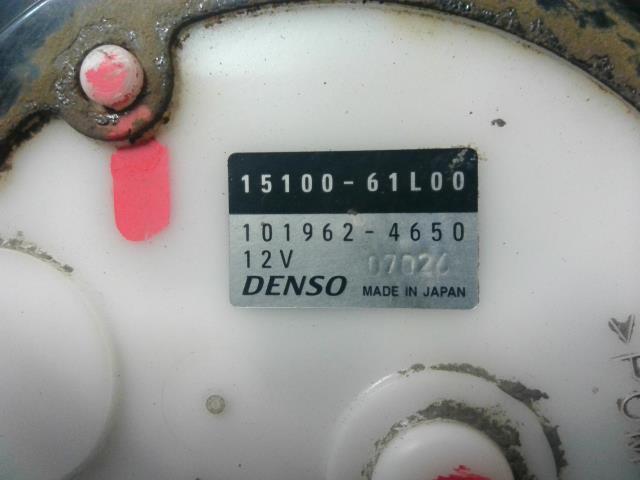 15100-61L00
101962-4650
12V
DENSO MADE IN JAPAN